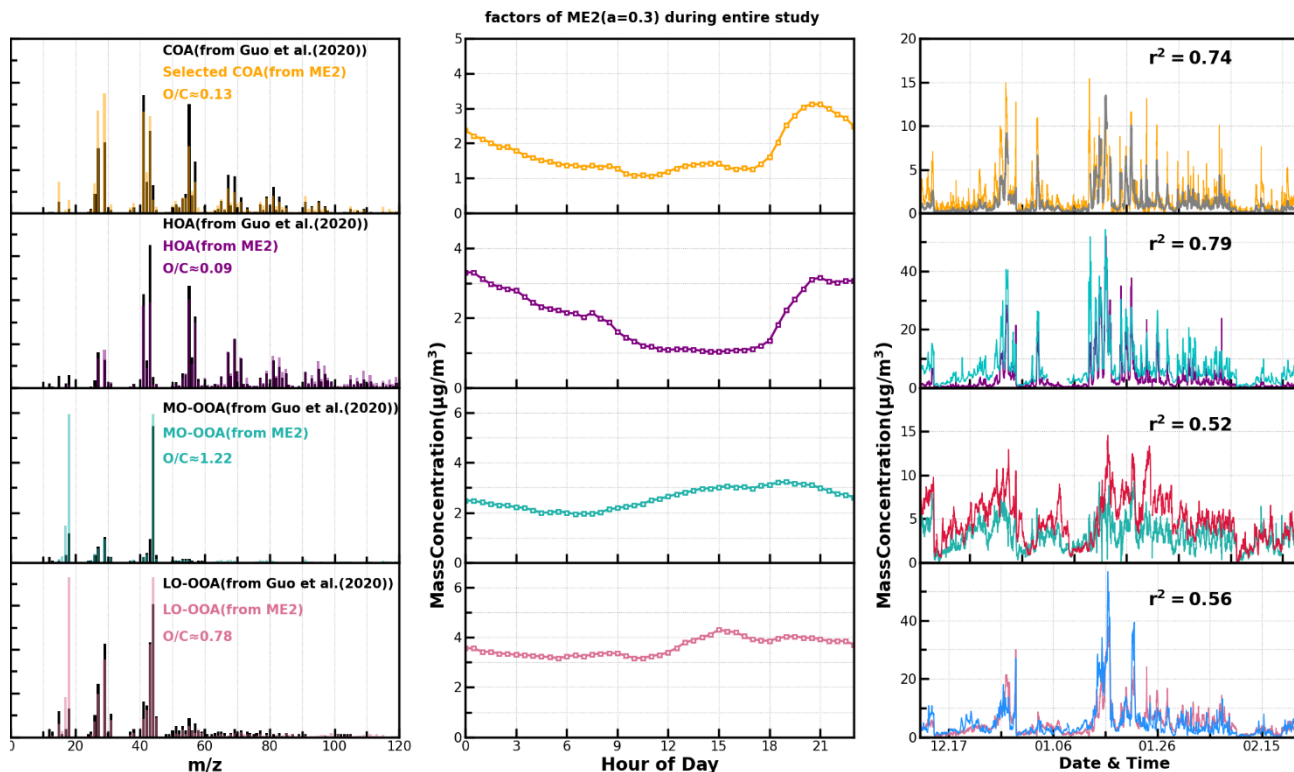 factors of ME2(a=0.3) during entire study
COA(from Guo et al.(2020))
Selected COA(from ME2)
O/C≈0.13
HOA(from Guo et al.(2020))
HOA(from ME2)
O/C≈0.09
MO-OOA(from Guo et al.(2020))
MO-OOA(from ME2)
O/C≈1.22
LO-OOA(from Guo et al.(2020))
LO-OOA(from ME2)
O/C≈0.78
0 20 40 60 80 100 120
m/z
MassConcentration(μg/m³)
5
4
3
2
1
0
4
2
0
6
4
2
0
6
4
2
0
0 3 6 9 12 15 18 21
Hour of Day
MassConcentration(μg/m³)
20
15
10
5
0
r² = 0.74
40
20
0
r² = 0.79
15
10
5
0
r² = 0.52
40
20
0
r² = 0.56
12.17 01.06 01.26 02.15
Date & Time